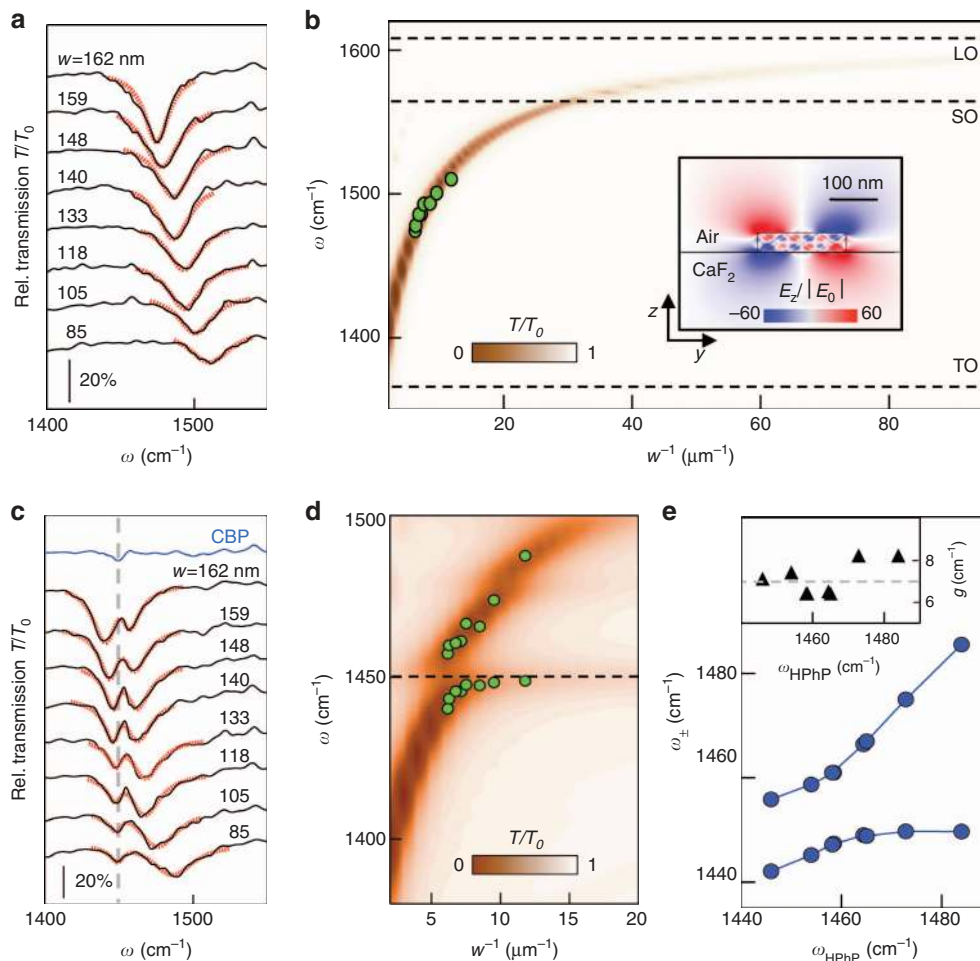 a
w=162 nm
159
148
140
133
118
105
85
20%
Rel. transmission T/T0
1400
1500
ω (cm−1)
b
1600
1500
1400
ω (cm−1)
LO
SO
TO
100 nm
Air
CaF2
Ez/|E0|
−60
60
z
y
T/T0
0
1
20
40
60
80
w−1 (μm−1)
c
CBP
w=162 nm
159
148
140
133
118
105
85
20%
Rel. transmission T/T0
1400
1500
ω (cm−1)
d
1500
1450
1400
ω (cm−1)
T/T0
0
1
5
10
15
20
w−1 (μm−1)
e
8
6
g (cm−1)
1460
1480
ωHPhP (cm−1)
1480
1460
1440
ω± (cm−1)
1440
1460
1480
ωHPhP (cm−1)